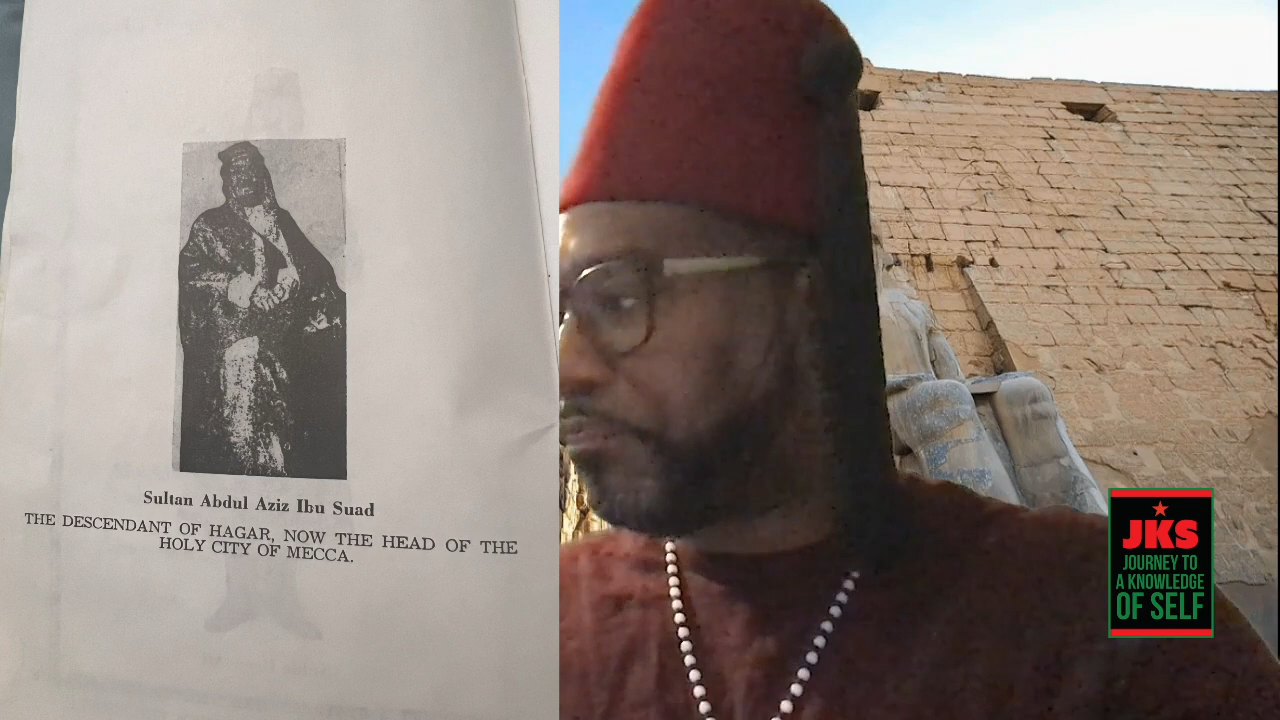 Sultan Abdul Aziz Ibu Suad
THE DESCENDANT OF HAGAR, NOW THE HEAD OF THE
HOLY CITY OF MECCA.
JKS
JOURNEY TO
A KNOWLEDGE
OF SELF